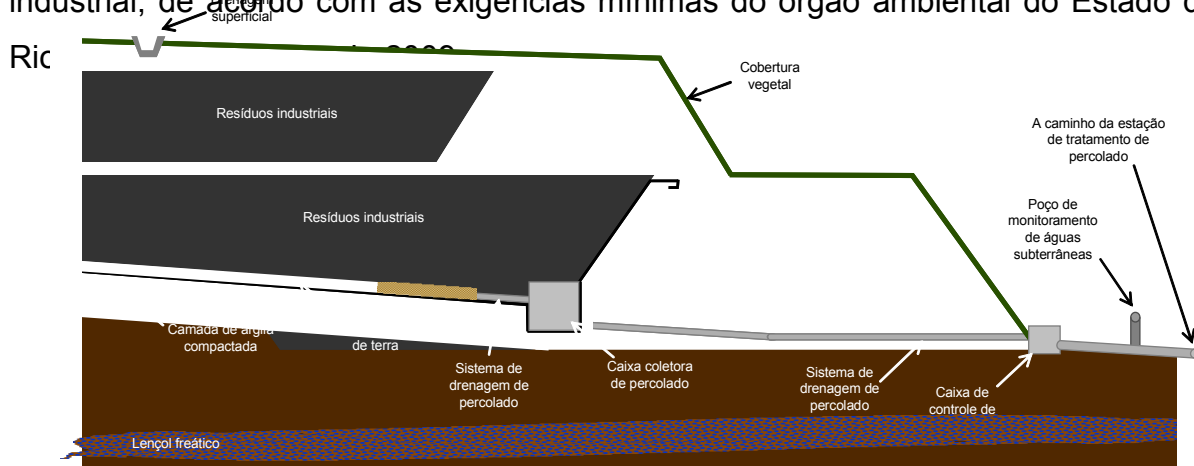 industrial, de acordo com as exigências mínimas do órgão ambiental do Estado
superficial
Cobertura
vegetal
Resíduos industriais
A caminho da estação
de tratamento de
percolado
Resíduos industriais
Poço de
monitoramento
de águas
subterrâneas
Camada de argila
compactada
de terra
Sistema de
drenagem de
percolado
Caixa coletora
de percolado
Sistema de
drenagem de
percolado
Caixa de
controle de
Lençol freático